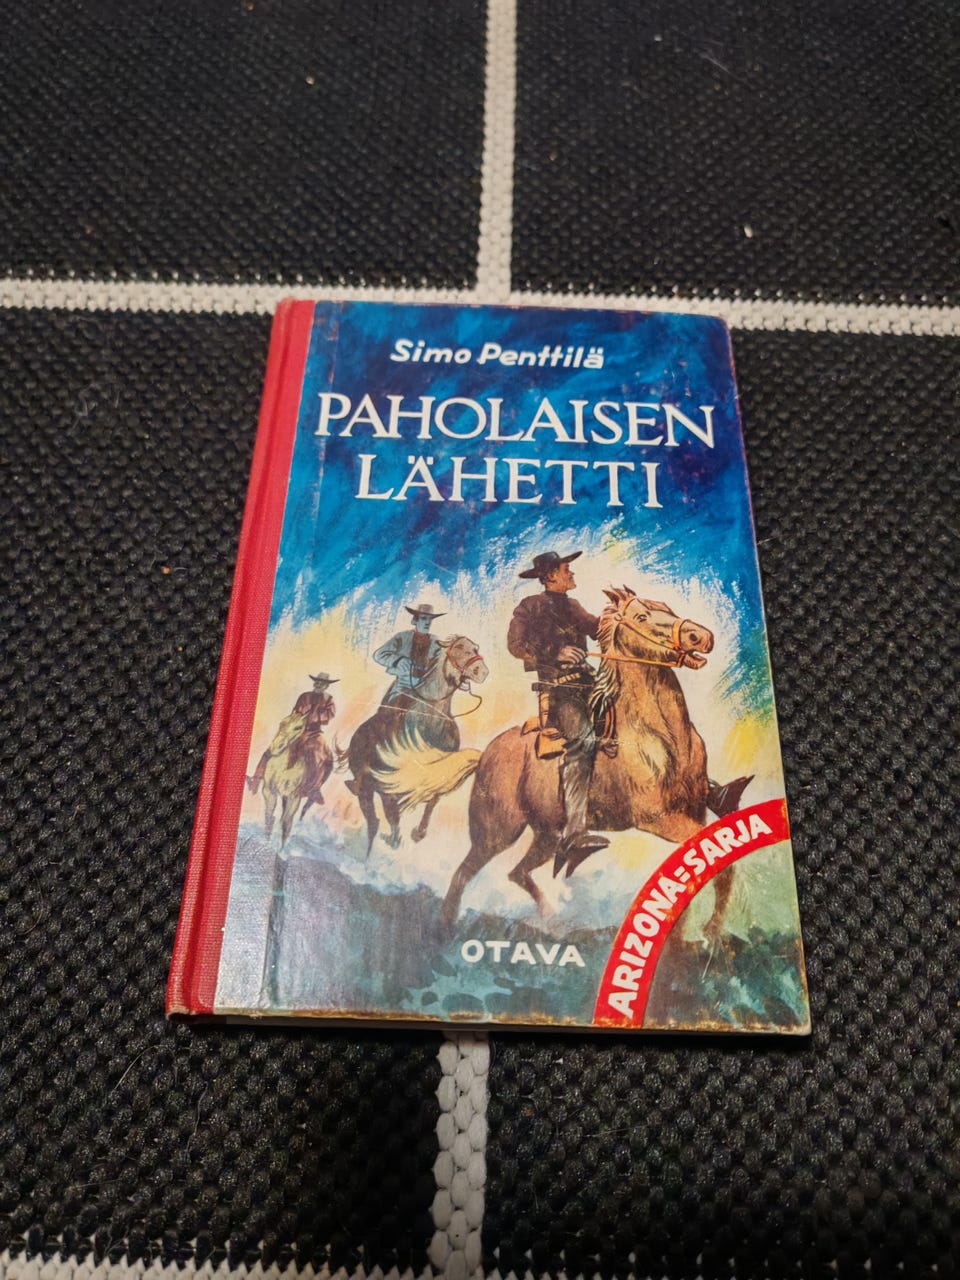 Simo Penttilä
PAHOLAISEN
LÄHETTI
ARIZONA=SARJA
OTAVA